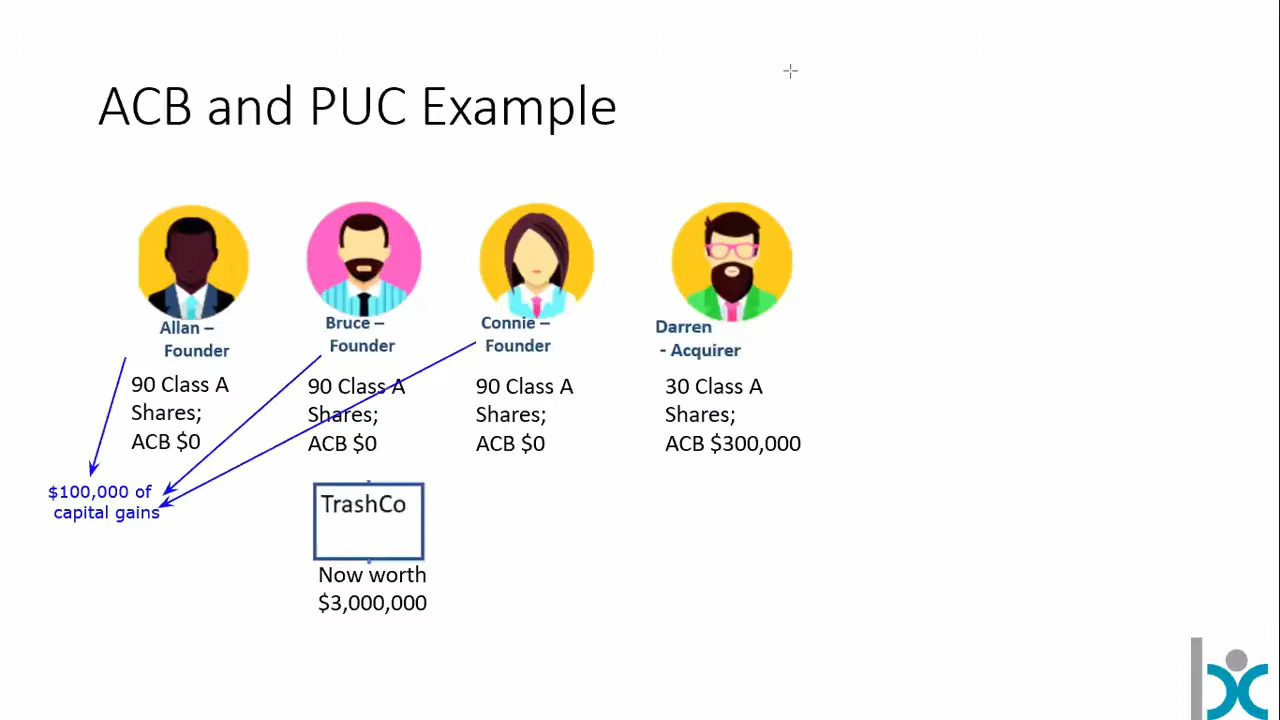 ACB and PUC Example
Allan –
Founder
90 Class A
Shares;
ACB $0
Bruce –
Founder
90 Class A
Shares;
ACB $0
Connie –
Founder
90 Class A
Shares;
ACB $0
Darren
- Acquirer
30 Class A
Shares;
ACB $300,000
$100,000 of
capital gains
TrashCo
Now worth
$3,000,000